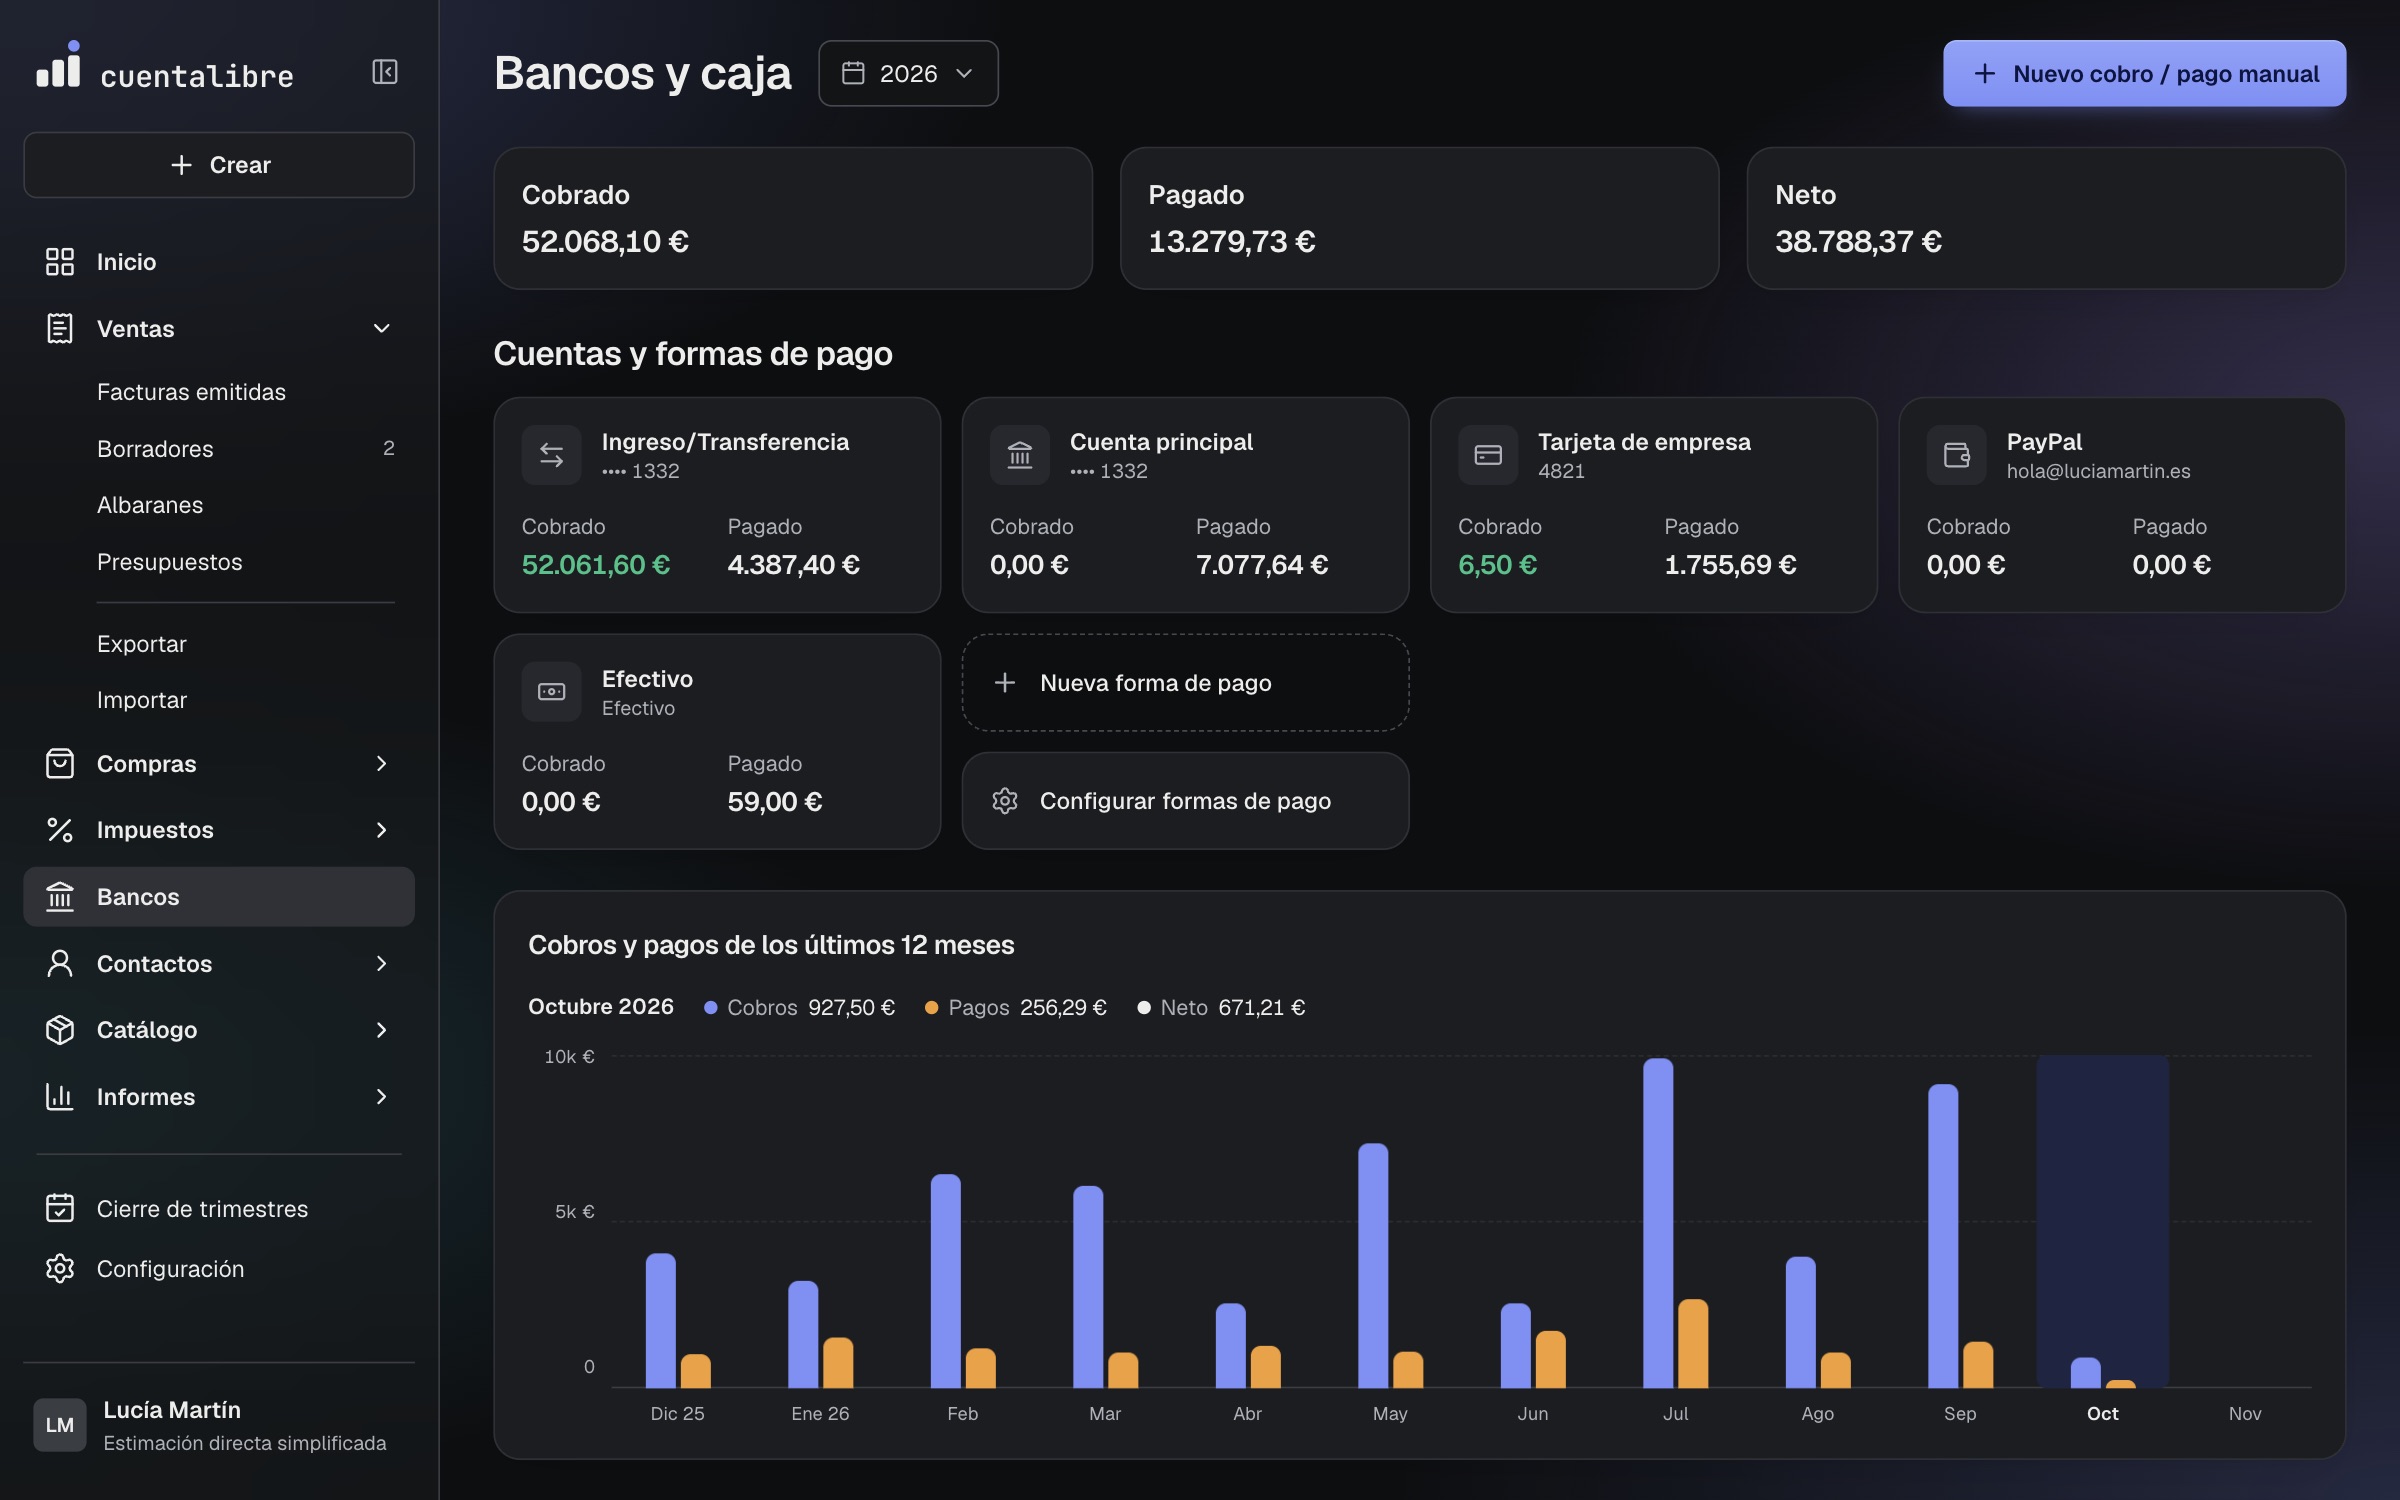 cuentalibre
Crear
Inicio
Ventas
Facturas emitidas
Borradores 2
Albaranes
Presupuestos
Exportar
Importar
Compras
Impuestos
Bancos
Contactos
Catálogo
Informes
Cierre de trimestres
Configuración
LM
Lucía Martín
Estimación directa simplificada
Bancos y caja
2026
Nuevo cobro / pago manual
Cobrado
52.068,10 €
Pagado
13.279,73 €
Neto
38.788,37 €
Cuentas y formas de pago
Ingreso/Transferencia
•••• 1332
Cobrado Pagado
52.061,60 € 4.387,40 €
Cuenta principal
•••• 1332
Cobrado Pagado
0,00 € 7.077,64 €
Tarjeta de empresa
4821
Cobrado Pagado
6,50 € 1.755,69 €
PayPal
hola@luciamartin.es
Cobrado Pagado
0,00 € 0,00 €
Efectivo
Efectivo
Cobrado Pagado
0,00 € 59,00 €
Nueva forma de pago
Configurar formas de pago
Cobros y pagos de los últimos 12 meses
Octubre 2026 Cobros 927,50 € Pagos 256,29 € Neto 671,21 €
10k €
5k €
0
Dic 25 Ene 26 Feb Mar Abr May Jun Jul Ago Sep Oct Nov